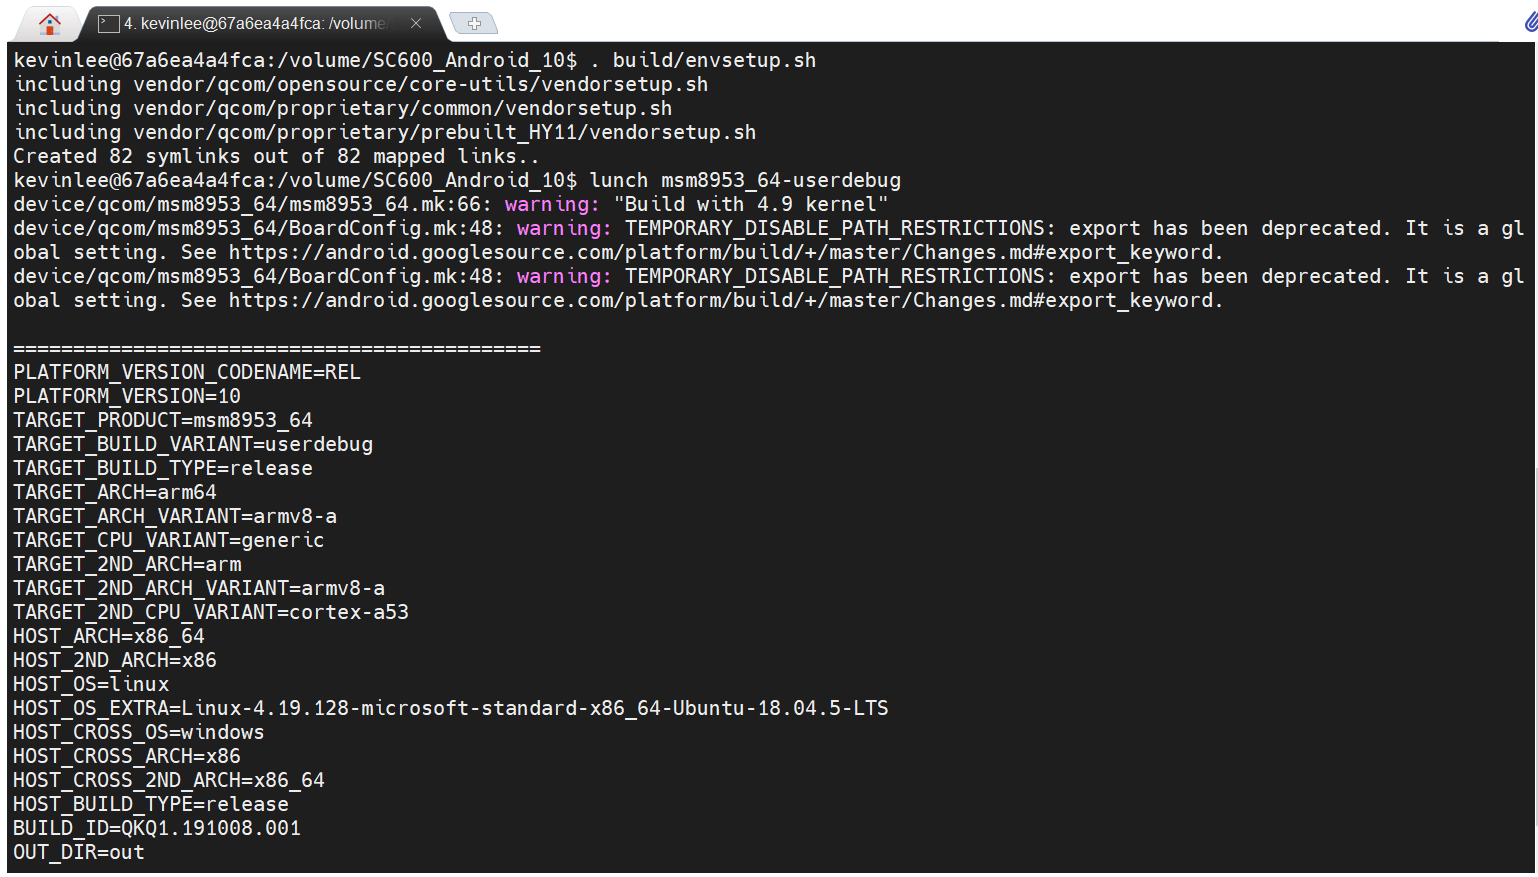 4. kevinlee@67a6ea4a4fca: /volume/
kevinlee@67a6ea4a4fca:/volume/SC600_Android_10$ . build/envsetup.sh
including vendor/qcom/opensource/core-utils/vendorsetup.sh
including vendor/qcom/proprietary/common/vendorsetup.sh
including vendor/qcom/proprietary/prebuilt_HY11/vendorsetup.sh
Created 82 symlinks out of 82 mapped links..
kevinlee@67a6ea4a4fca:/volume/SC600_Android_10$ lunch msm8953_64-userdebug
device/qcom/msm8953_64/msm8953_64.mk:66: warning: "Build with 4.9 kernel"
device/qcom/msm8953_64/BoardConfig.mk:48: warning: TEMPORARY_DISABLE_PATH_RESTRICTIONS: export has been deprecated. It is a gl
obal setting. See https://android.googlesource.com/platform/build/+/master/Changes.md#export_keyword.
device/qcom/msm8953_64/BoardConfig.mk:48: warning: TEMPORARY_DISABLE_PATH_RESTRICTIONS: export has been deprecated. It is a gl
obal setting. See https://android.googlesource.com/platform/build/+/master/Changes.md#export_keyword.
============================================
PLATFORM_VERSION_CODENAME=REL
PLATFORM_VERSION=10
TARGET_PRODUCT=msm8953_64
TARGET_BUILD_VARIANT=userdebug
TARGET_BUILD_TYPE=release
TARGET_ARCH=arm64
TARGET_ARCH_VARIANT=armv8-a
TARGET_CPU_VARIANT=generic
TARGET_2ND_ARCH=arm
TARGET_2ND_ARCH_VARIANT=armv8-a
TARGET_2ND_CPU_VARIANT=cortex-a53
HOST_ARCH=x86_64
HOST_2ND_ARCH=x86
HOST_OS=linux
HOST_OS_EXTRA=Linux-4.19.128-microsoft-standard-x86_64-Ubuntu-18.04.5-LTS
HOST_CROSS_OS=windows
HOST_CROSS_ARCH=x86
HOST_CROSS_2ND_ARCH=x86_64
HOST_BUILD_TYPE=release
BUILD_ID=QKQ1.191008.001
OUT_DIR=out